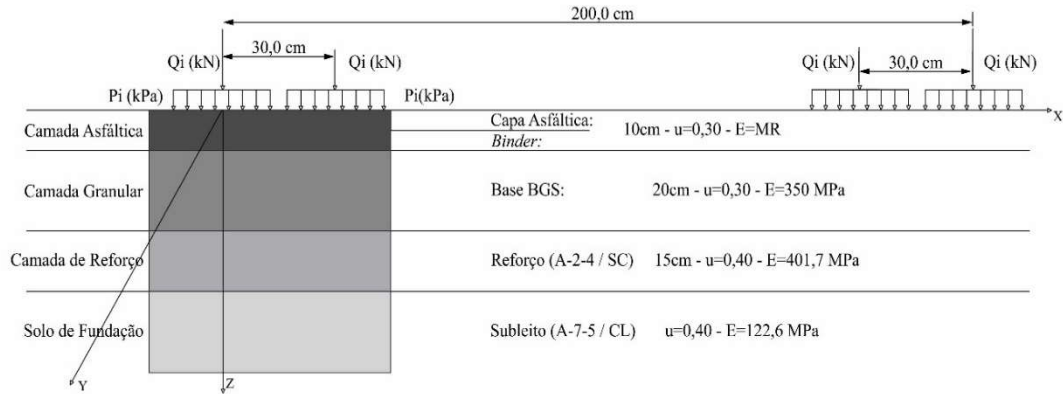 200,0 cm
Qi (kN)
30,0 cm
Qi (kN)
Qi (kN)
30,0 cm
Qi (kN)
Pi (kPa)
Pi(kPa)
X
Camada Asfáltica
Capa Asfáltica:
Binder:
10cm - u=0,30 - E=MR
Camada Granular
Base BGS:
20cm - u=0,30 - E=350 MPa
Camada de Reforço
Reforço (A-2-4 / SC)
15cm - u=0,40 - E=401,7 MPa
Solo de Fundação
Subleito (A-7-5 / CL)
u=0,40 - E=122,6 MPa
Y
Z